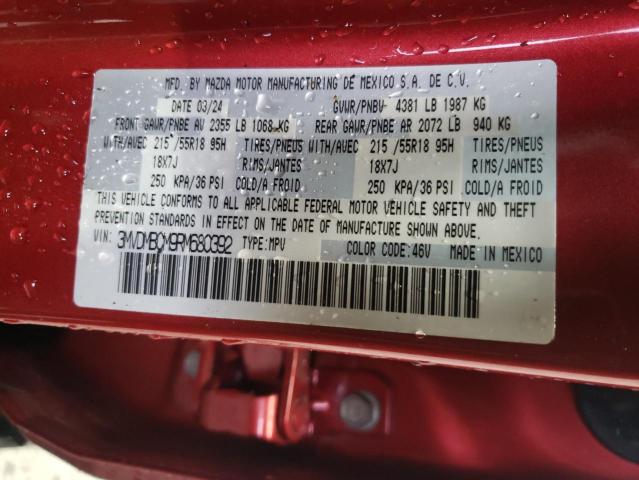 MFD. BY MAZDA MOTOR MANUFACTURING DE MEXICO S.A. DE C.V.
DATE 03/24 GVWR/PNBV 4381 LB 1987 KG
FRONT GAWR/PNBE AV 2355 LB 1068 KG REAR GAWR/PNBE AR 2072 LB 940 KG
WITH/AVEC 215 /55R18 95H TIRES/PNEUS WITH/AVEC 215 /55R18 95H TIRES/PNEUS
18X7J RIMS/JANTES 18X7J RIMS/JANTES
250 KPA/36 PSI COLD/A FROID 250 KPA/36 PSI COLD/A FROID
THIS VEHICLE CONFORMS TO ALL APPLICABLE FEDERAL MOTOR VEHICLE SAFETY AND THEFT
PREVENTION STANDARDS IN EFFECT ON THE DATE OF MANUFACTURE SHOWN ABOVE.
VIN: 3MVDMBCM9RM680392 TYPE:MPV COLOR CODE:46V MADE IN MEXICO